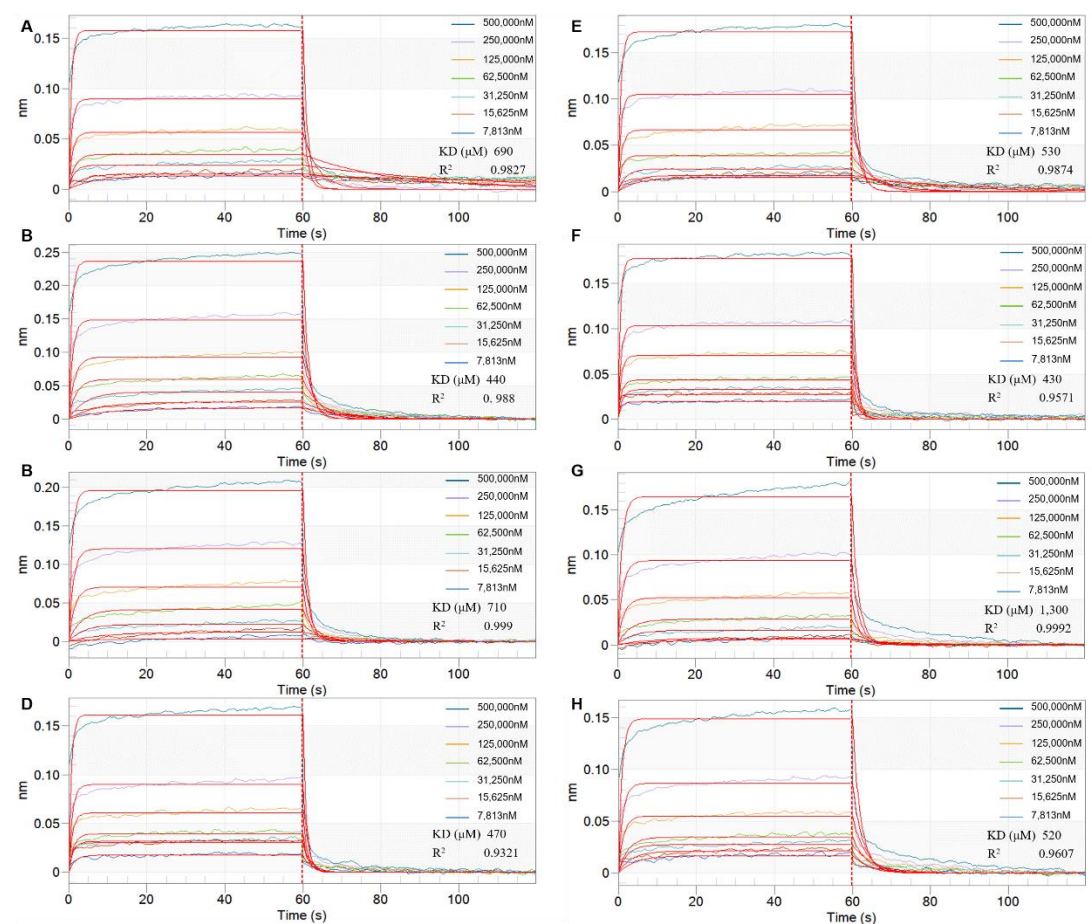 A
0.15
0.10
0.05
0
nm
0 20 40 60 80 100
Time (s)
500,000nM
250,000nM
125,000nM
62,500nM
31,250nM
15,625nM
7,813nM
KD (µM) 690
R² 0.9827
B
0.25
0.20
0.15
0.10
0.05
0.00
nm
0 20 40 60 80 100
Time (s)
500,000nM
250,000nM
125,000nM
62,500nM
31,250nM
15,625nM
7,813nM
KD (µM) 440
R² 0. 988
B
0.20
0.15
0.10
0.05
0
nm
0 20 40 60 80 100
Time (s)
500,000nM
250,000nM
125,000nM
62,500nM
31,250nM
15,625nM
7,813nM
KD (µM) 710
R² 0.999
D
0.15
0.10
0.05
0
nm
0 20 40 60 80 100
Time (s)
500,000nM
250,000nM
125,000nM
62,500nM
31,250nM
15,625nM
7,813nM
KD (µM) 470
R² 0.9321
E
0.15
0.10
0.05
0
nm
0 20 40 60 80 100
Time (s)
500,000nM
250,000nM
125,000nM
62,500nM
31,250nM
15,625nM
7,813nM
KD (µM) 530
R² 0.9874
F
0.15
0.10
0.05
0
nm
0 20 40 60 80 100
Time (s)
500,000nM
250,000nM
125,000nM
62,500nM
31,250nM
15,625nM
7,813nM
KD (µM) 430
R² 0.9571
G
0.15
0.10
0.05
0
nm
0 20 40 60 80 100
Time (s)
500,000nM
250,000nM
125,000nM
62,500nM
31,250nM
15,625nM
7,813nM
KD (µM) 1,300
R² 0.9992
H
0.15
0.10
0.05
0
nm
0 20 40 60 80 100
Time (s)
500,000nM
250,000nM
125,000nM
62,500nM
31,250nM
15,625nM
7,813nM
KD (µM) 520
R² 0.9607